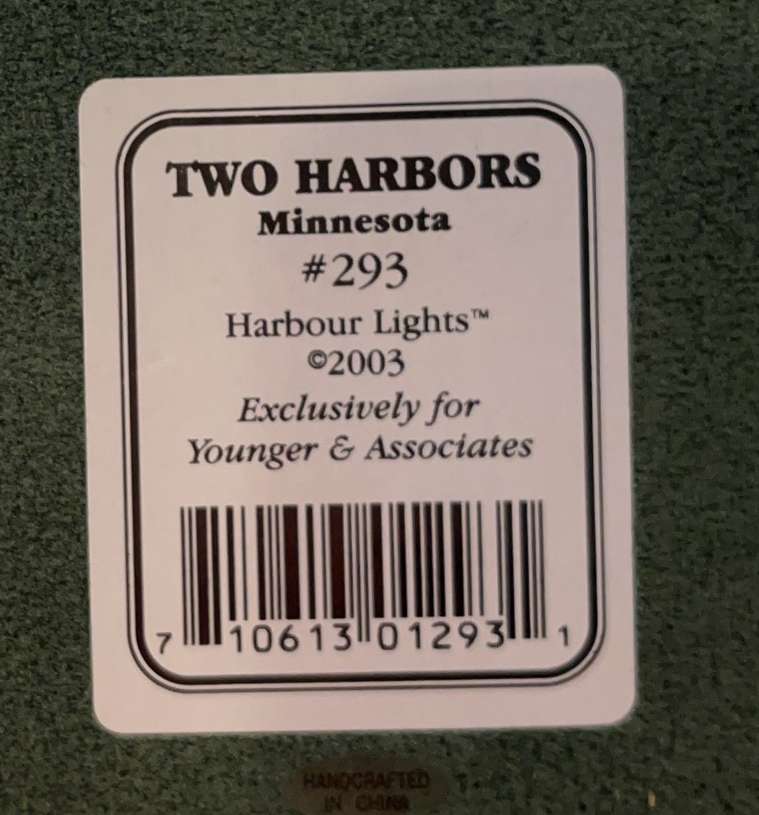 TWO HARBORS
Minnesota
#293
Harbour Lights™
©2003
Exclusively for
Younger & Associates
7 10613 01293 1
HANDCRAFTED
IN CHINA